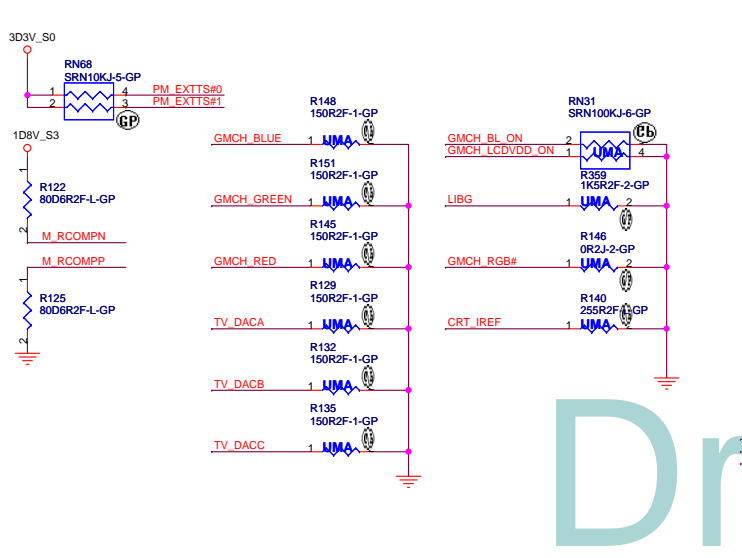 3D3V_S0
RN68
SRN10KJ-5-GP
1 4 PM_EXTTS#0
2 3 PM_EXTTS#1
GP
1D8V_S3
1
R122
80D6R2F-L-GP
2
M_RCOMPN
M_RCOMPP
1
R125
80D6R2F-L-GP
2
R148
150R2F-1-GP
GMCH_BLUE 1 UMA 2
R151
150R2F-1-GP
GMCH_GREEN 1 UMA 2
R145
150R2F-1-GP
GMCH_RED 1 UMA 2
R129
150R2F-1-GP
TV_DACA 1 UMA 2
R132
150R2F-1-GP
TV_DACB 1 UMA 2
R135
150R2F-1-GP
TV_DACC 1 UMA 2
RN31
SRN100KJ-6-GP
GMCH_BL_ON 2 3
GMCH_LCDVDD_ON 1 UMA 4
R359
1K5R2F-2-GP
LIBG 1 UMA 2
R146
0R2J-2-GP
GMCH_RGB# 1 UMA 2
R140
255R2F-L-GP
CRT_IREF 1 UMA 2
Dr